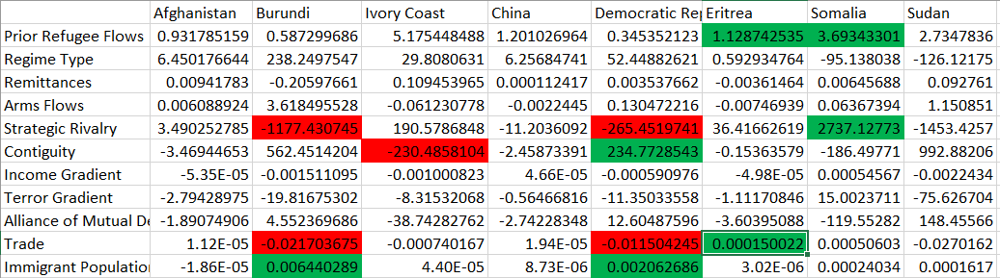 Afghanistan Burundi Ivory Coast China Democratic Rep Eritrea Somalia Sudan
Prior Refugee Flows 0.931785159 0.587299686 5.175448488 1.201026964 0.345352123 1.128742535 3.69343301 2.7347836
Regime Type 6.450176644 238.2497547 29.8080631 6.25684741 52.44882621 0.592934764 -95.138038 -126.12175
Remittances 0.00941783 -0.20597661 0.109453965 0.000112417 0.003537662 -0.00361464 0.00645688 0.092761
Arms Flows 0.006088924 3.618495528 -0.061230778 -0.0022445 0.130472216 -0.00746939 0.06367394 1.150851
Strategic Rivalry 3.490252785 -1177.430745 190.5786848 -11.2036092 -265.4519741 36.41662619 2737.12773 -1453.4257
Contiguity -3.46944653 562.4514204 -230.4858104 -2.45873391 234.7728543 -0.15363579 -186.49771 992.88206
Income Gradient -5.35E-05 -0.001511095 -0.001000823 4.66E-05 -0.000590976 -4.98E-05 0.00054567 -0.0022434
Terror Gradient -2.79428975 -19.81675302 -8.31532068 -0.56466816 -11.35033558 -1.11170846 15.0023711 -75.626704
Alliance of Mutual De -1.89074906 4.552369686 -38.74282762 -2.74228348 12.60487596 -3.60395088 -119.55282 148.45566
Trade 1.12E-05 -0.021703675 -0.000740167 1.94E-05 -0.011504245 0.000150022 0.00050603 -0.0270162
Immigrant Population -1.86E-05 0.006440289 4.40E-05 8.73E-06 0.002062686 3.02E-06 0.00024034 0.0001617